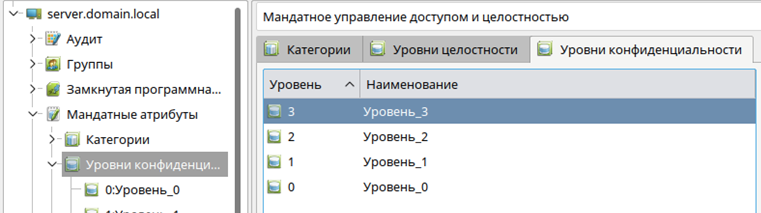 server.domain.local
Аудит
Группы
Замкнутая программна...
Мандатные атрибуты
Категории
Уровни конфиденци...
0:Уровень_0
Мандатное управление доступом и целостностью
Категории Уровни целостности Уровни конфиденциальности
Уровень Наименование
3 Уровень_3
2 Уровень_2
1 Уровень_1
0 Уровень_0